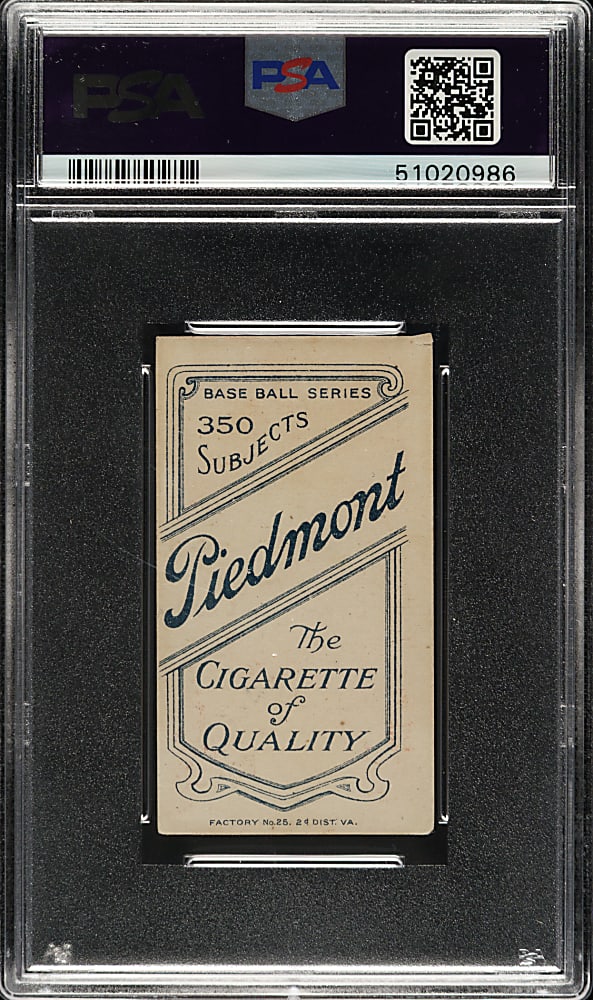 PSA PSA
51020986
BASE BALL SERIES
350
SUBJECTS
Piedmont
The
CIGARETTE
of
QUALITY
FACTORY No.25. 2d DIST. VA.